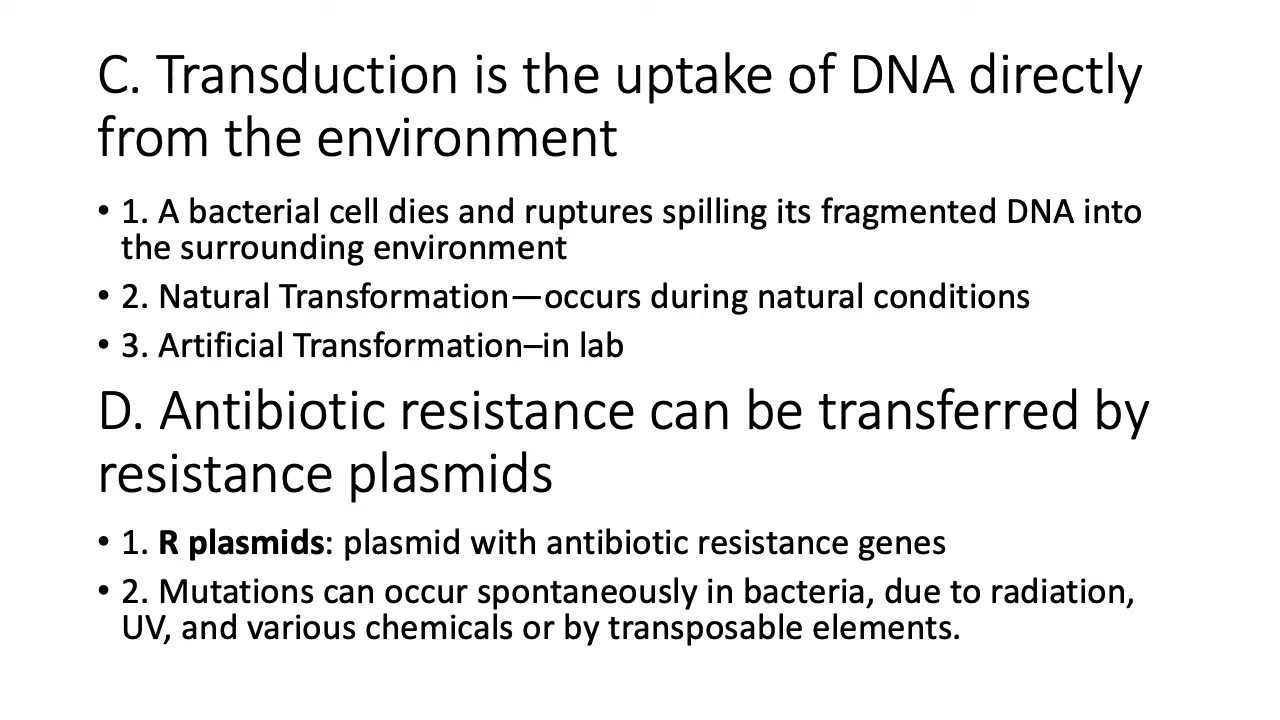 C. Transduction is the uptake of DNA directly
from the environment
• 1. A bacterial cell dies and ruptures spilling its fragmented DNA into
the surrounding environment
• 2. Natural Transformation—occurs during natural conditions
• 3. Artificial Transformation–in lab
D. Antibiotic resistance can be transferred by
resistance plasmids
• 1. R plasmids: plasmid with antibiotic resistance genes
• 2. Mutations can occur spontaneously in bacteria, due to radiation,
UV, and various chemicals or by transposable elements.